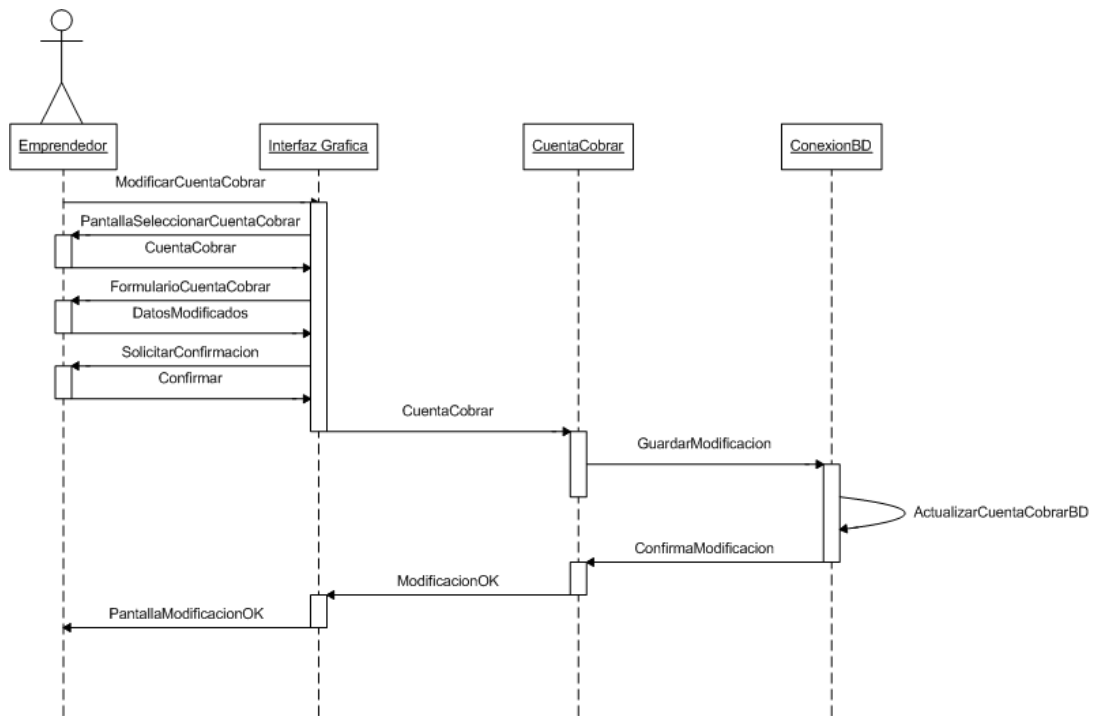 Emprendedor
Interfaz Grafica
CuentaCobrar
ConexionBD
ModificarCuentaCobrar
PantallaSeleccionarCuentaCobrar
CuentaCobrar
FormularioCuentaCobrar
DatosModificados
SolicitarConfirmacion
Confirmar
CuentaCobrar
GuardarModificacion
ActualizarCuentaCobrarBD
ConfirmaModificacion
ModificacionOK
PantallaModificacionOK